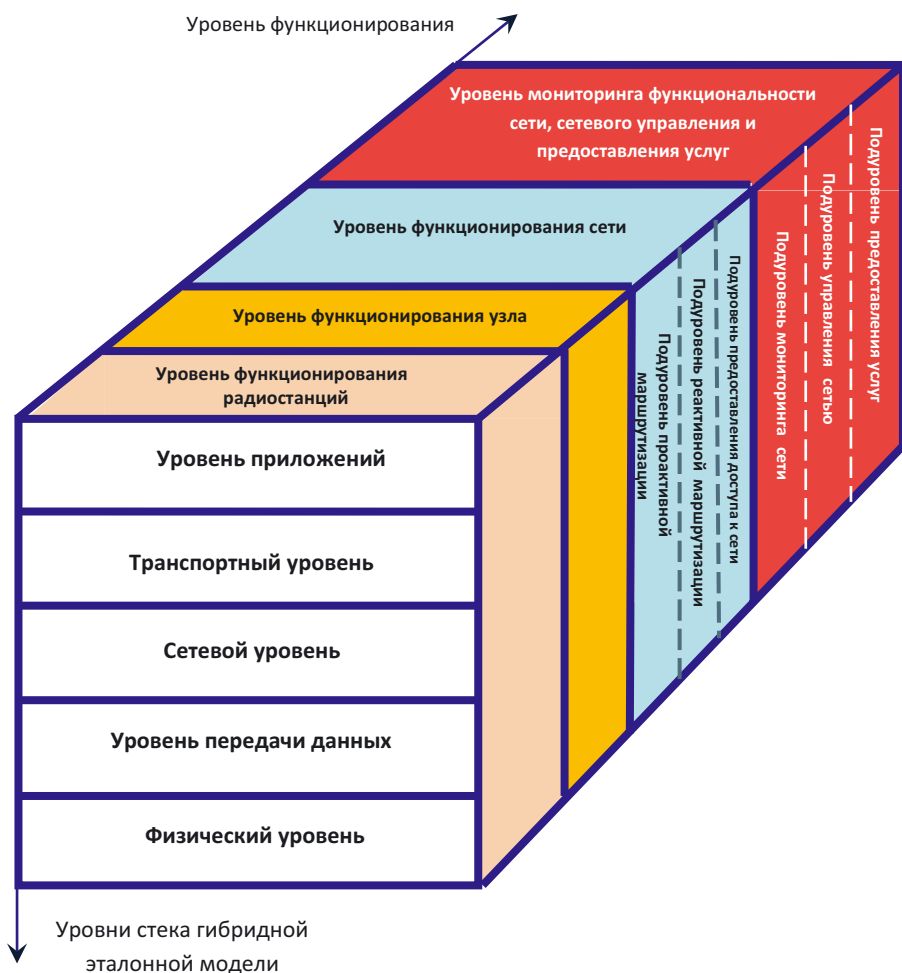 Уровень функционирования
Уровень мониторинга функциональности
сети, сетевого управления и
предоставления услуг
Уровень функционирования сети
Уровень функционирования узла
Уровень функционирования
радиостанций
Уровень приложений
Транспортный уровень
Сетевой уровень
Уровень передачи данных
Физический уровень
Подуровень проактивной
маршрутизации
Подуровень реактивной маршрутизации
Подуровень предоставления доступа к сети
Подуровень мониторинга сети
Подуровень управления сетью
Подуровень предоставления услуг
Уровни стека гибридной
эталонной модели